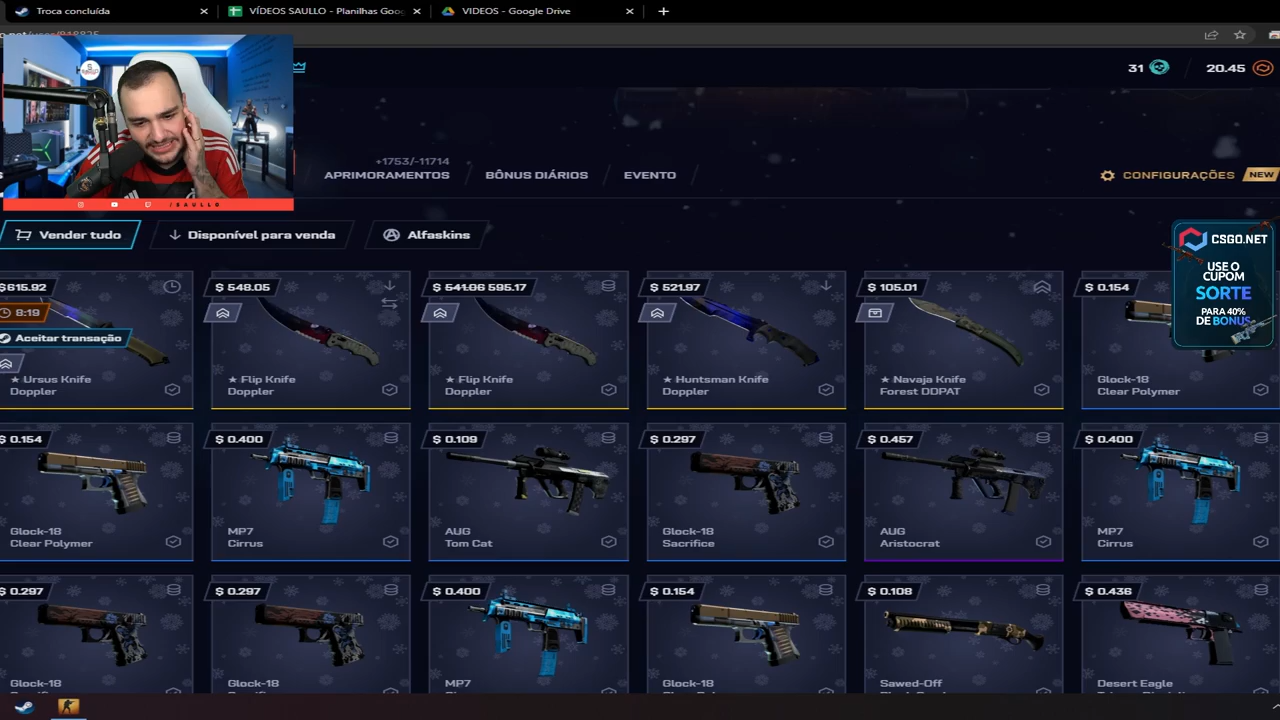 Troca concluída
VÍDEOS SAULLO - Planilhas Goog
VIDEOS - Google Drive
31
20.45
+1753/-11714
APRIMORAMENTOS
BÔNUS DIÁRIOS
EVENTO
CONFIGURAÇÕES
NEW
/SAULLO
Vender tudo
Disponível para venda
Alfaskins
CSGO.NET
USE O
CUPOM
SORTE
PARA 40%
DE BONUS
$615.92
8:19
Aceitar transação
★ Ursus Knife
Doppler
$ 548.05
★ Flip Knife
Doppler
$ 541.06 595.17
★ Flip Knife
Doppler
$ 521.97
★ Huntsman Knife
Doppler
$ 105.01
★ Navaja Knife
Forest DDPAT
$ 0.154
Glock-18
Clear Polymer
$ 0.154
Glock-18
Clear Polymer
$ 0.400
MP7
Cirrus
$ 0.109
AUG
Tom Cat
$ 0.297
Glock-18
Sacrifice
$ 0.457
AUG
Aristocrat
$ 0.400
MP7
Cirrus
$ 0.297
Glock-18
$ 0.297
Glock-18
$ 0.400
MP7
$ 0.154
Glock-18
$ 0.108
Sawed-Off
$ 0.436
Desert Eagle